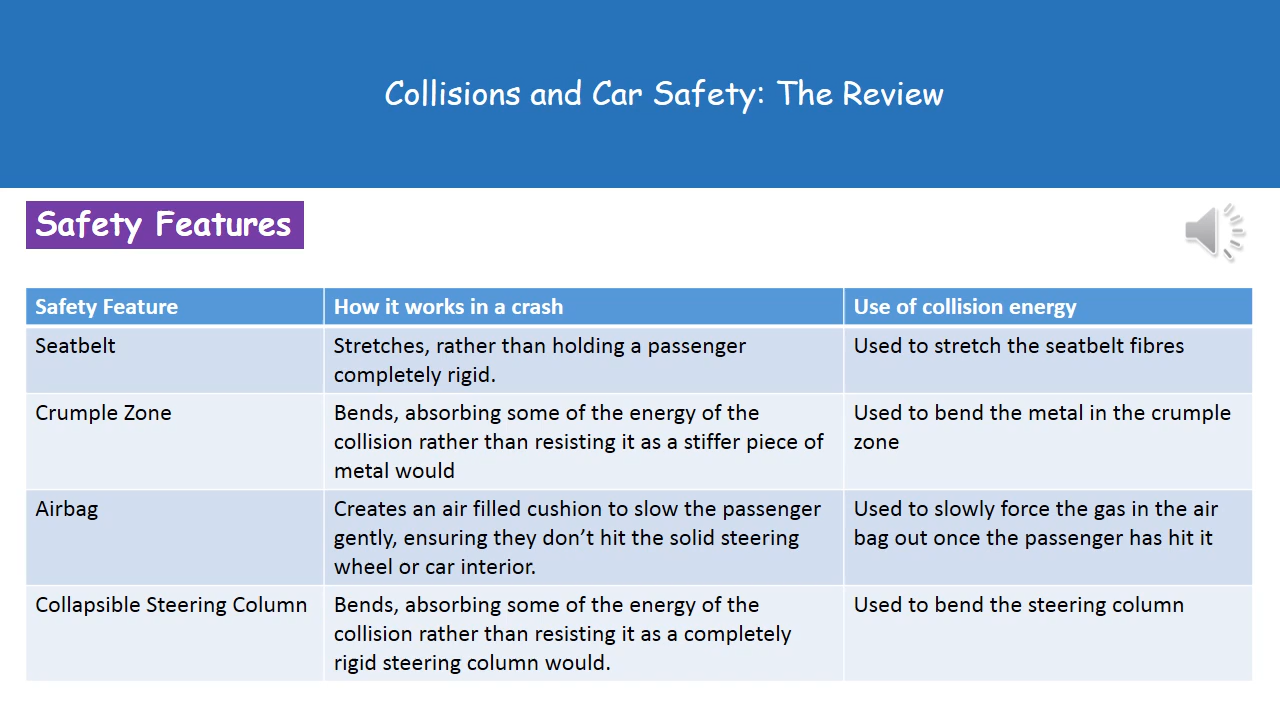 Collisions and Car Safety: The Review
Safety Features
Safety Feature
How it works in a crash
Use of collision energy
Seatbelt
Stretches, rather than holding a passenger
completely rigid.
Used to stretch the seatbelt fibres
Crumple Zone
Bends, absorbing some of the energy of the
collision rather than resisting it as a stiffer piece of
metal would
Used to bend the metal in the crumple
zone
Airbag
Creates an air filled cushion to slow the passenger
gently, ensuring they don’t hit the solid steering
wheel or car interior.
Used to slowly force the gas in the air
bag out once the passenger has hit it
Collapsible Steering Column
Bends, absorbing some of the energy of the
collision rather than resisting it as a completely
rigid steering column would.
Used to bend the steering column